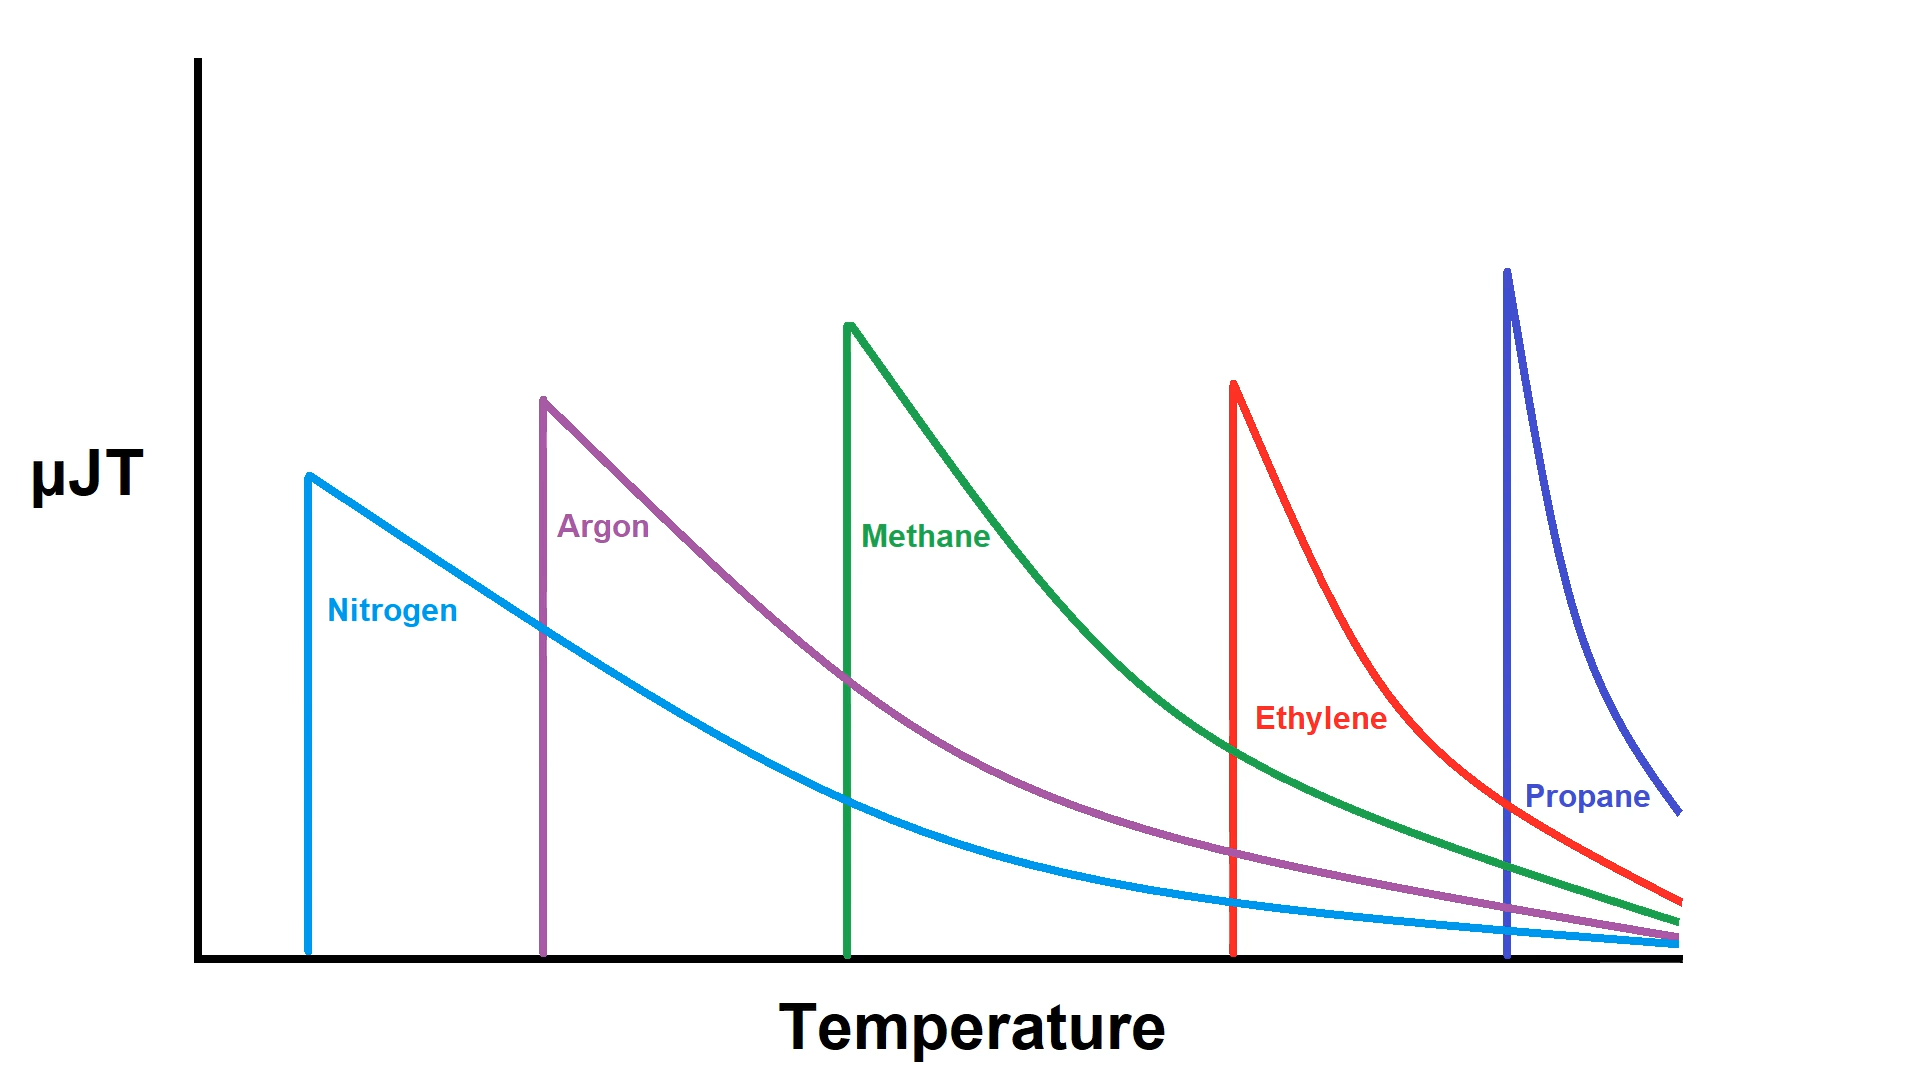 µJT
Nitrogen
Argon
Methane
Ethylene
Propane
Temperature